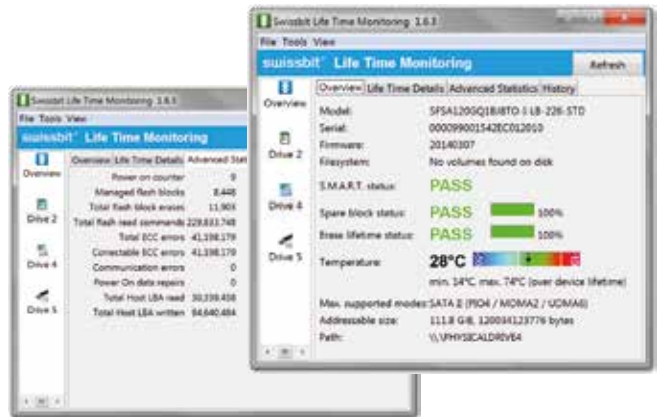 Swissbit Life Time Monitoring 1.6.3
File Tools View
swissbit Life Time Monitoring
Refresh
Overview
Drive 2
Drive 4
Drive 5
Overview Life Time Details Advanced Statistics History
Model: SFSA120GQ1BJ8TO-I-LB-226-STD
Serial: 000099001542EC012010
Firmware: 20140307
Filesystem: No volumes found on disk
S.M.A.R.T. status: PASS
Spare block status: PASS 100%
Erase lifetime status: PASS 100%
Temperature: 28°C
min. 14°C max. 74°C (over device lifetime)
Max. supported modes: SATA II (PIO4 / MDMA2 / UDMA6)
Addressable size: 111.8 GiB, 120034123776 bytes
Path: \\.\PHYSICALDRIVE4
Swissbit Life Time Monitoring 1.6.3
File Tools View
swissbit Life Time Monitoring
Overview
Drive 2
Drive 4
Drive 5
Overview Life Time Details Advanced Stat
Power on counter 9
Managed flash blocks 8,448
Total flash block erases 11,903
Total flash read commands 229,833,748
Total ECC errors 41,198,179
Correctable ECC errors 41,198,179
Communication errors 0
Power On data repairs 0
Total Host LBA read 30,339,458
Total Host LBA written 84,640,484